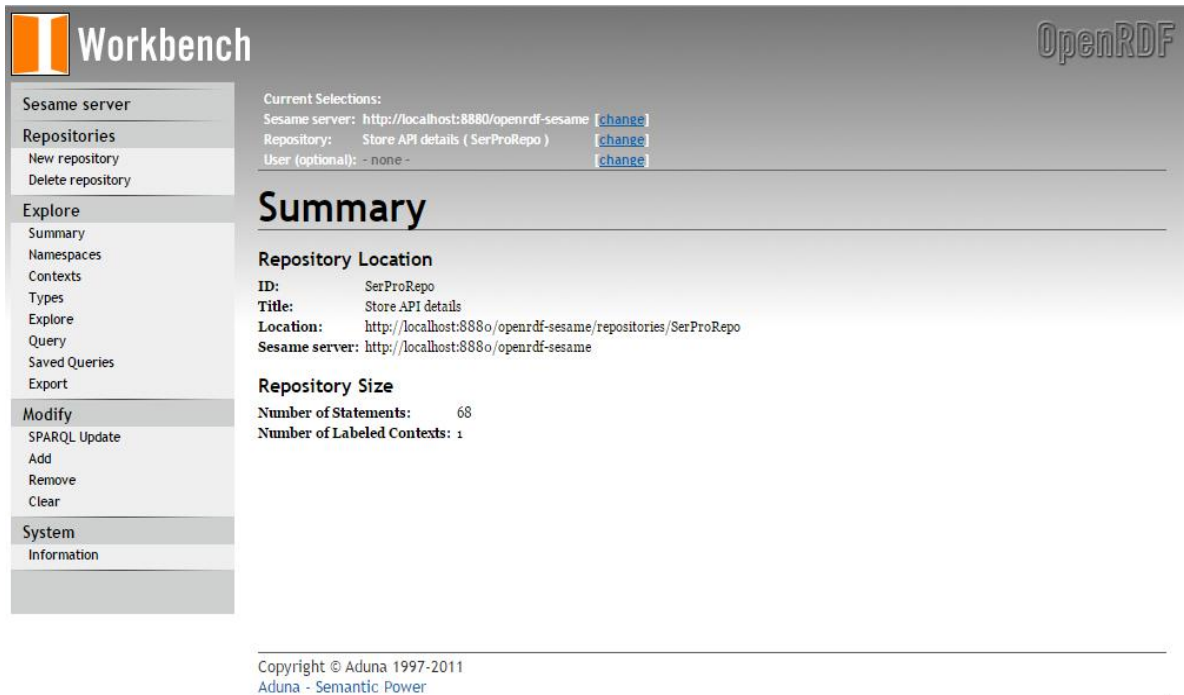 Workbench
OpenRDF
Sesame server
Repositories
New repository
Delete repository
Explore
Summary
Namespaces
Contexts
Types
Explore
Query
Saved Queries
Export
Modify
SPARQL Update
Add
Remove
Clear
System
Information
Current Selections:
Sesame server: http://localhost:8880/openrdf-sesame [change]
Repository: Store API details ( SerProRepo ) [change]
User (optional): - none - [change]
Summary
Repository Location
ID: SerProRepo
Title: Store API details
Location: http://localhost:8880/openrdf-sesame/repositories/SerProRepo
Sesame server: http://localhost:8880/openrdf-sesame
Repository Size
Number of Statements: 68
Number of Labeled Contexts: 1
Copyright © Aduna 1997-2011
Aduna - Semantic Power